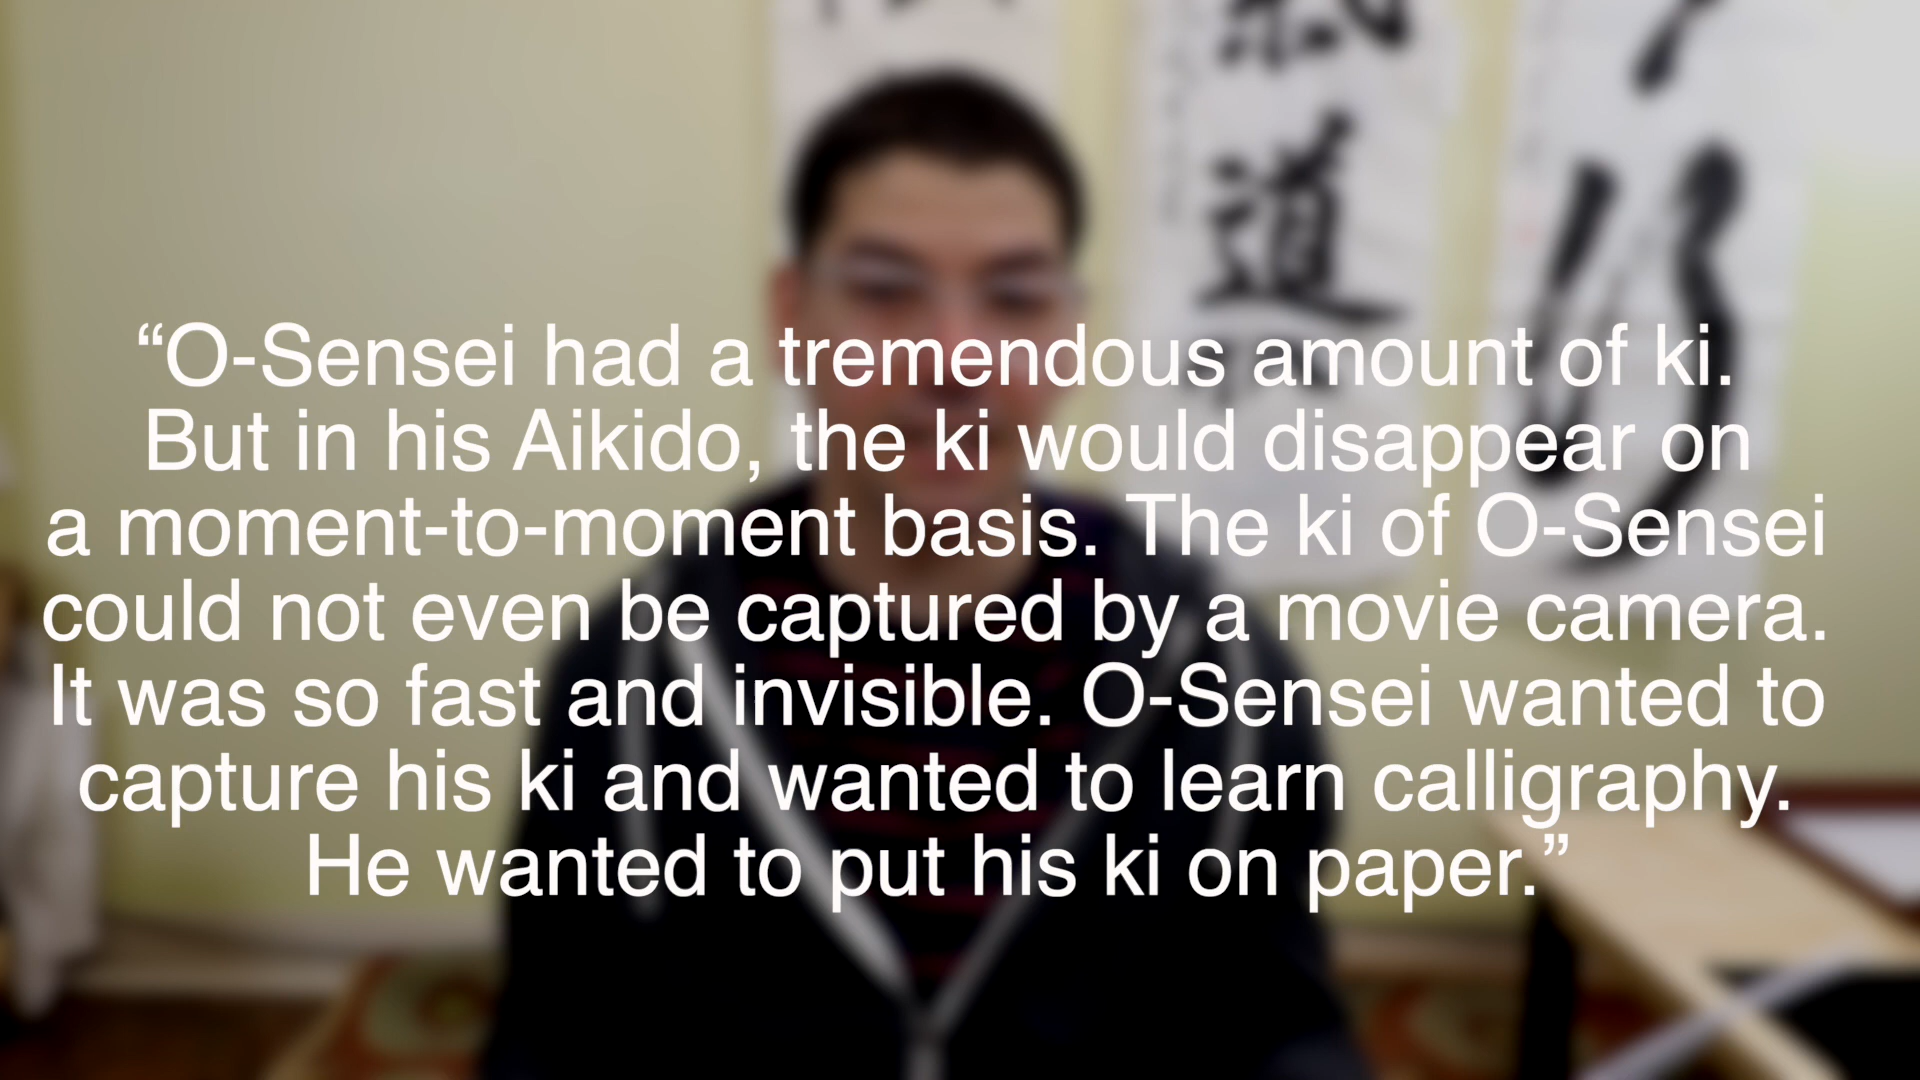 道
“O-Sensei had a tremendous amount of ki.
But in his Aikido, the ki would disappear on
a moment-to-moment basis. The ki of O-Sensei
could not even be captured by a movie camera.
It was so fast and invisible. O-Sensei wanted to
capture his ki and wanted to learn calligraphy.
He wanted to put his ki on paper.”